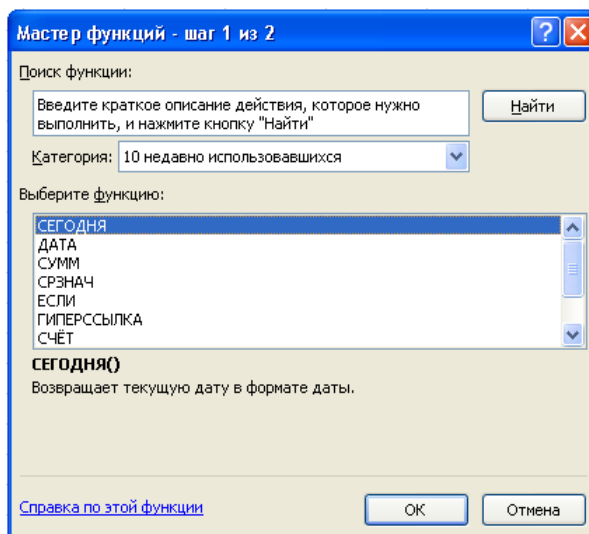 Мастер функций - шаг 1 из 2
Поиск функции:
Введите краткое описание действия, которое нужно
выполнить, и нажмите кнопку "Найти"
Найти
Категория: 10 недавно использовавшихся
Выберите функцию:
СЕГОДНЯ
ДАТА
СУММ
СРЗНАЧ
ЕСЛИ
ГИПЕРССЫЛКА
СЧЁТ
СЕГОДНЯ()
Возвращает текущую дату в формате даты.
Справка по этой функции
ОК
Отмена